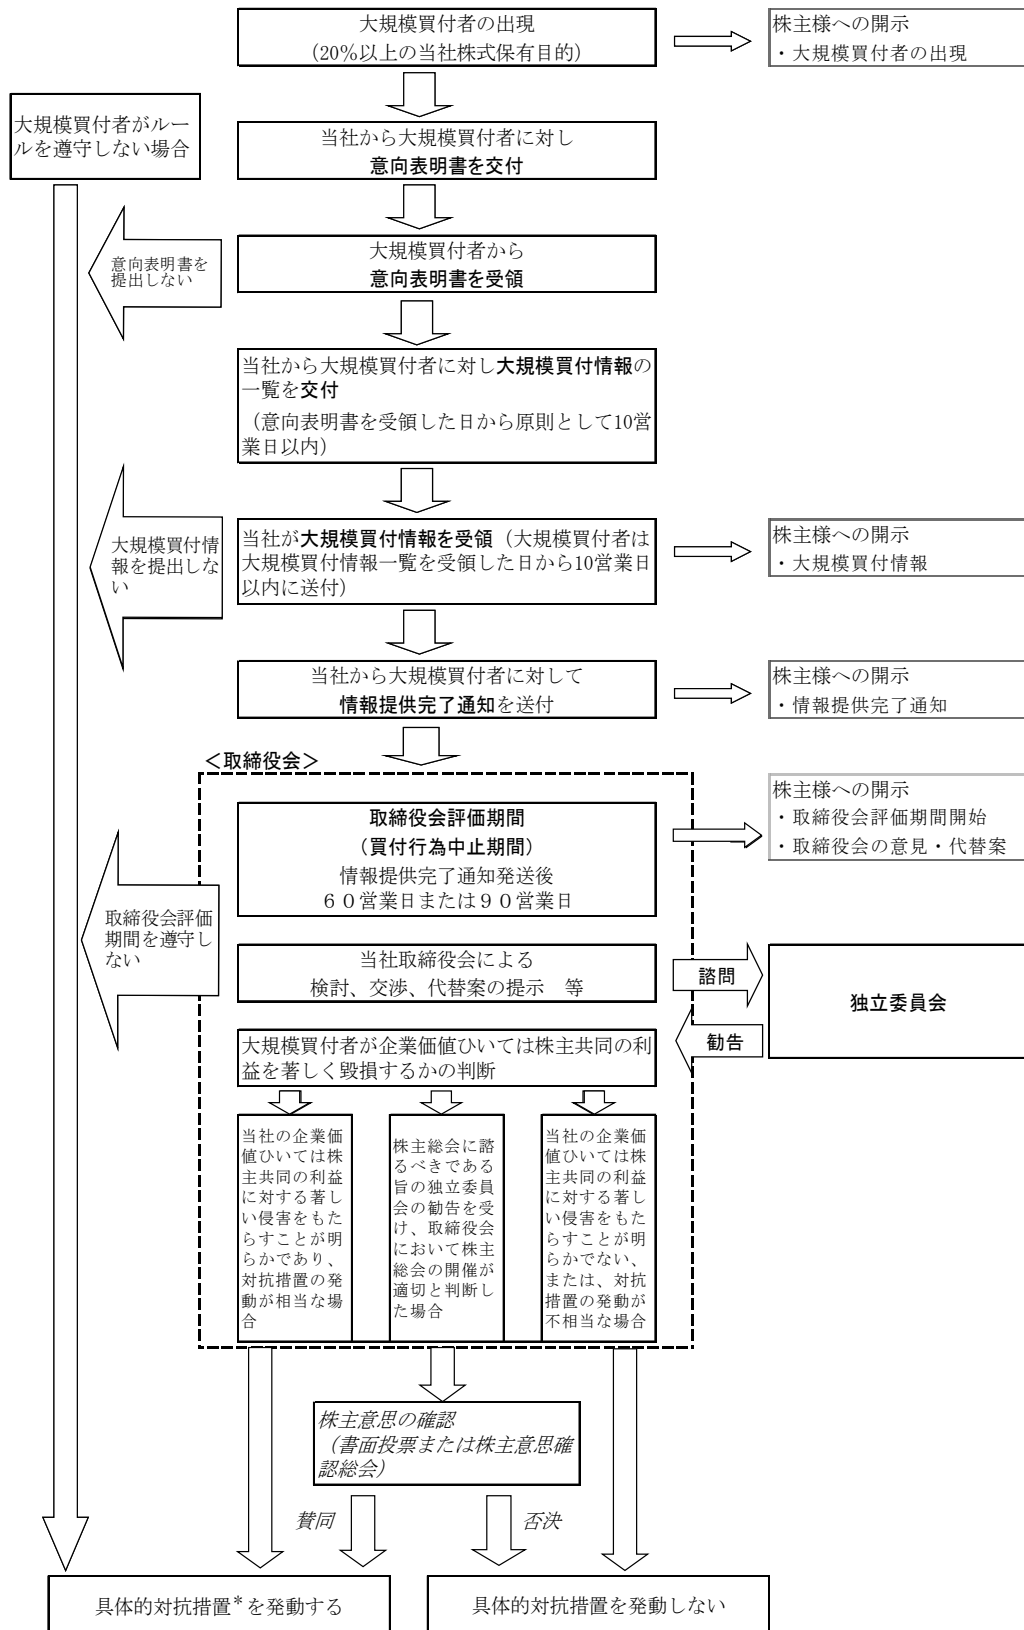 大規模買付者の出現
（20％以上の当社株式保有目的）
株主様への開示
・大規模買付者の出現
大規模買付者がルー
ルを遵守しない場合
当社から大規模買付者に対し
意向表明書を交付
意向表明書を
提出しない
大規模買付者から
意向表明書を受領
当社から大規模買付者に対し大規模買付情報の
一覧を交付
（意向表明書を受領した日から原則として10営
業日以内）
大規模買付情
報を提出しな
い
当社が大規模買付情報を受領（大規模買付者は
大規模買付情報一覧を受領した日から10営業日
以内に送付）
株主様への開示
・大規模買付情報
当社から大規模買付者に対して
情報提供完了通知を送付
株主様への開示
・情報提供完了通知
＜取締役会＞
取締役会評価期間
（買付行為中止期間）
情報提供完了通知発送後
６０営業日または９０営業日
株主様への開示
・取締役会評価期間開始
・取締役会の意見・代替案
取締役会評価
期間を遵守し
ない
当社取締役会による
検討、交渉、代替案の提示　等
諮問
独立委員会
勧告
大規模買付者が企業価値ひいては株主共同の利
益を著しく毀損するかの判断
当社の企業価
値ひいては株
主共同の利益
に対する著し
い侵害をもた
らすことが明
らかであり、
対抗措置の発
動が相当な場
合
株主総会に諮
るべきである
旨の独立委員
会の勧告を受
け、取締役会
において株主
総会の開催が
適切と判断し
た場合
当社の企業価
値ひいては株
主共同の利益
に対する著し
い侵害をもた
らすことが明
らかでない、
または、対抗
措置の発動が
不相当な場合
株主意思の確認
（書面投票または株主意思確
認総会）
賛同
否決
具体的対抗措置*を発動する
具体的対抗措置を発動しない